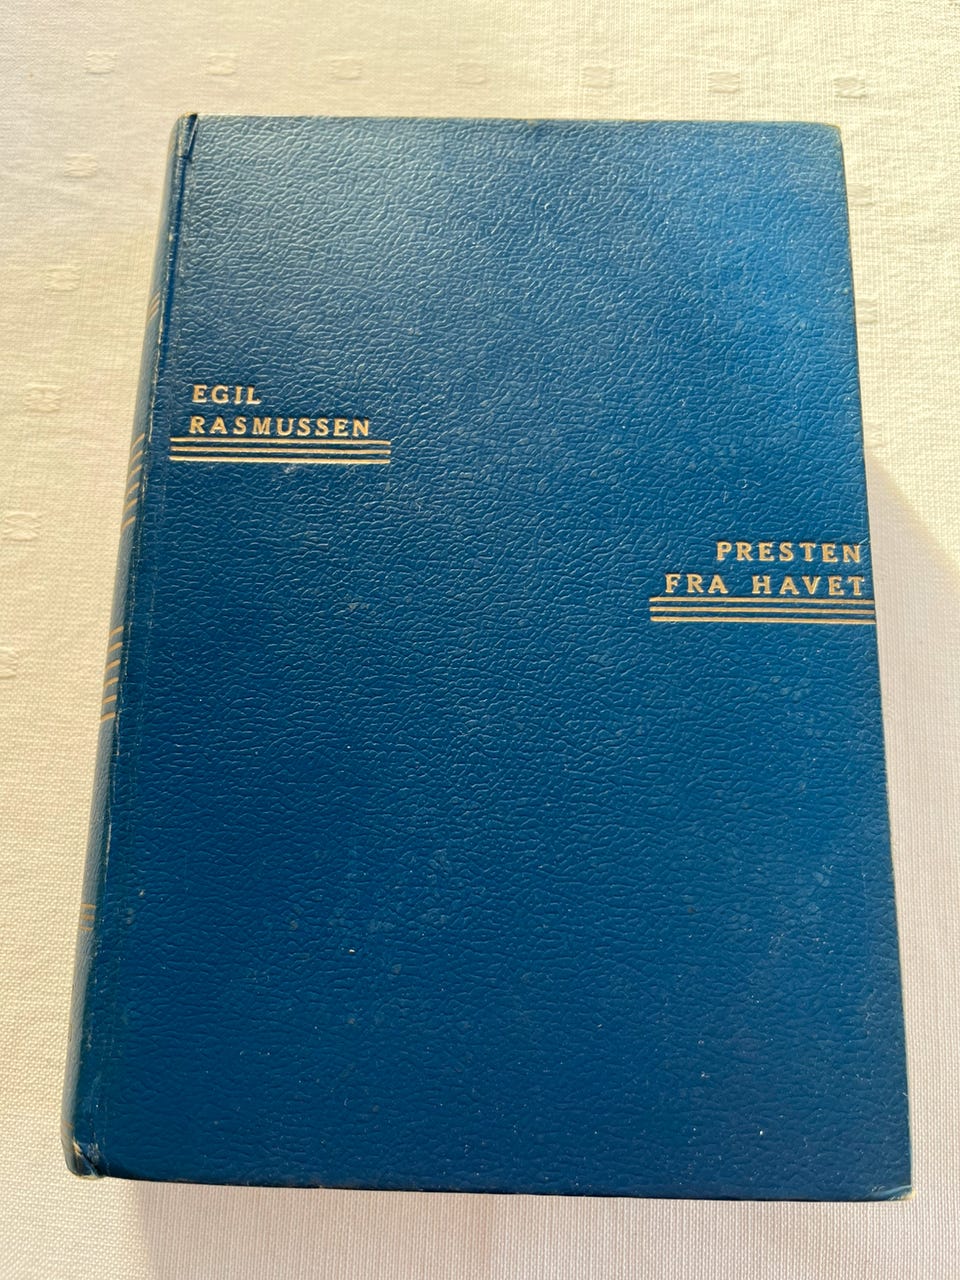 EGIL
RASMUSSEN
PRESTEN
FRA HAVET